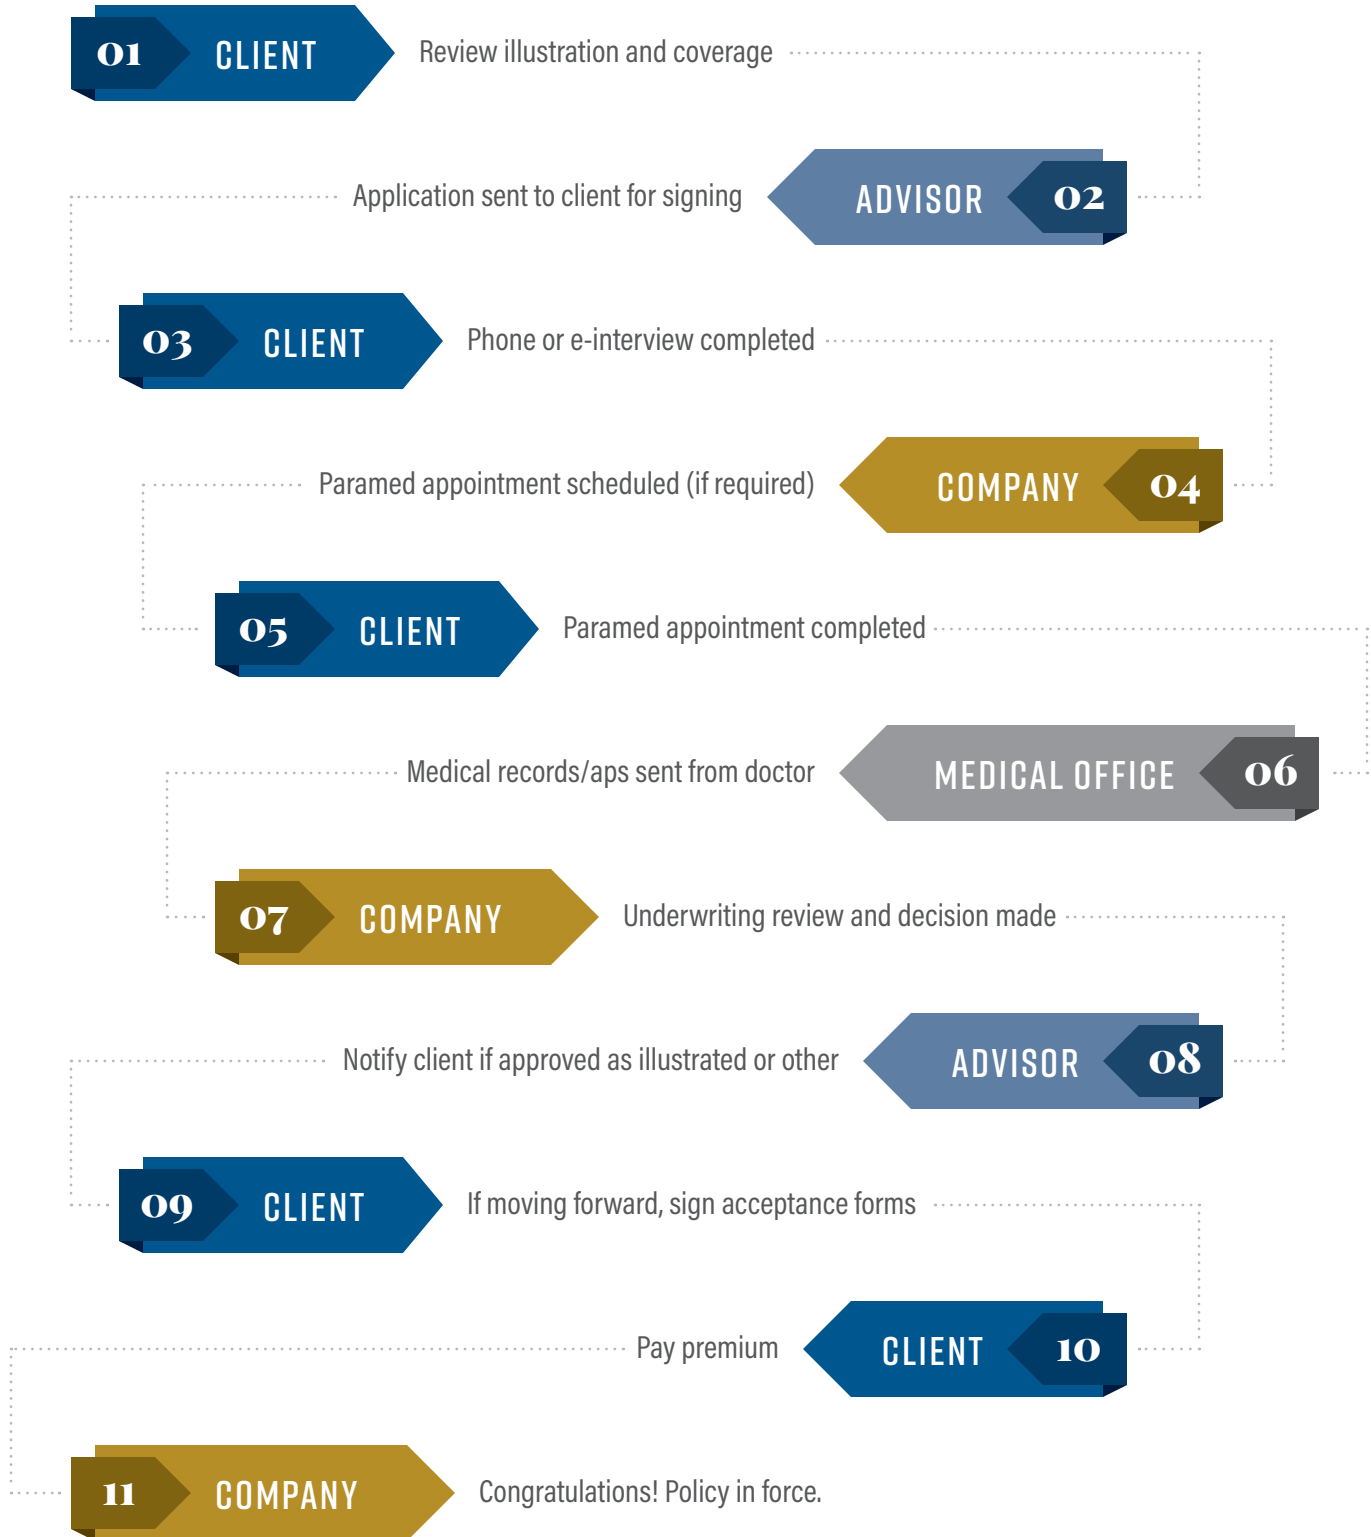 01 CLIENT Review illustration and coverage
Application sent to client for signing ADVISOR 02
03 CLIENT Phone or e-interview completed
Paramed appointment scheduled (if required) COMPANY 04
05 CLIENT Paramed appointment completed
Medical records/aps sent from doctor MEDICAL OFFICE 06
07 COMPANY Underwriting review and decision made
Notify client if approved as illustrated or other ADVISOR 08
09 CLIENT If moving forward, sign acceptance forms
Pay premium CLIENT 10
11 COMPANY Congratulations! Policy in force.